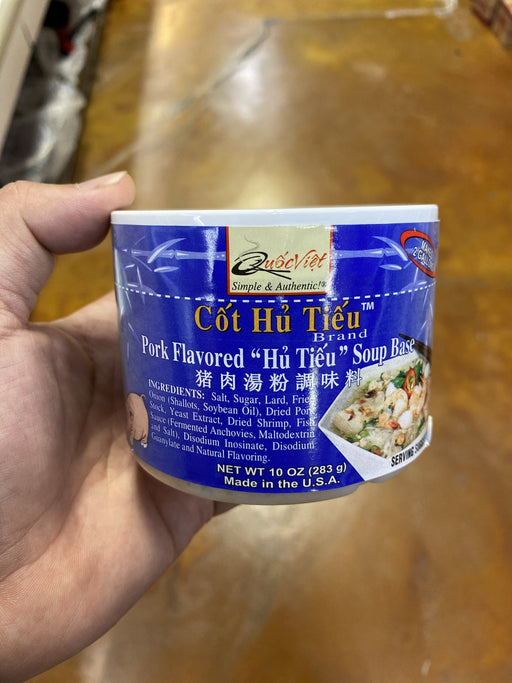 QuốcViệt
Simple & Authentic!®
Cốt Hủ Tiếu™
Brand
Pork Flavored “Hủ Tiếu” Soup Base
猪肉湯粉調味料
INGREDIENTS: Salt, Sugar, Lard, Fried
Onion (Shallots, Soybean Oil), Dried Pork
Stock, Yeast Extract, Dried Shrimp, Fish
Sauce (Fermented Anchovies, Maltodextrin
and Salt), Disodium Inosinate, Disodium
Guanylate and Natural Flavoring.
NET WT 10 OZ (283 g)
Made in the U.S.A.
SERVING